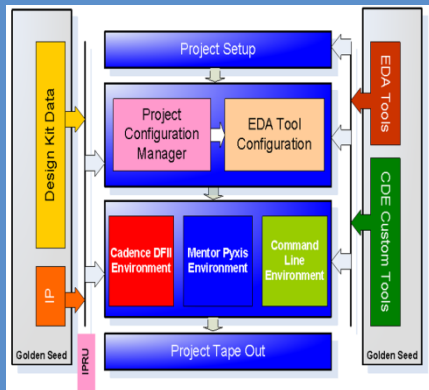 Project Setup
Design Kit Data
EDA Tools
Project
Configuration
Manager
EDA Tool
Configuration
CDE Custom Tools
Cadence DFII
Environment
Mentor Pyxis
Environment
Command
Line
Environment
IP
Golden Seed
IPRU
Project Tape Out
Golden Seed